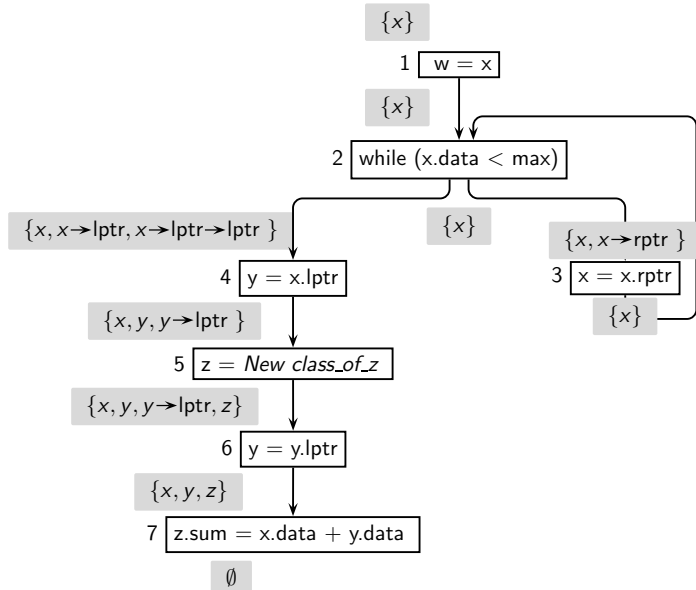 {x}
1 w = x
{x}
2 while (x.data < max)
{x, x→lptr, x→lptr→lptr }
{x}
{x, x→rptr }
4 y = x.lptr
3 x = x.rptr
{x, y, y→lptr }
{x}
5 z = New class_of_z
{x, y, y→lptr, z}
6 y = y.lptr
{x, y, z}
7 z.sum = x.data + y.data
∅